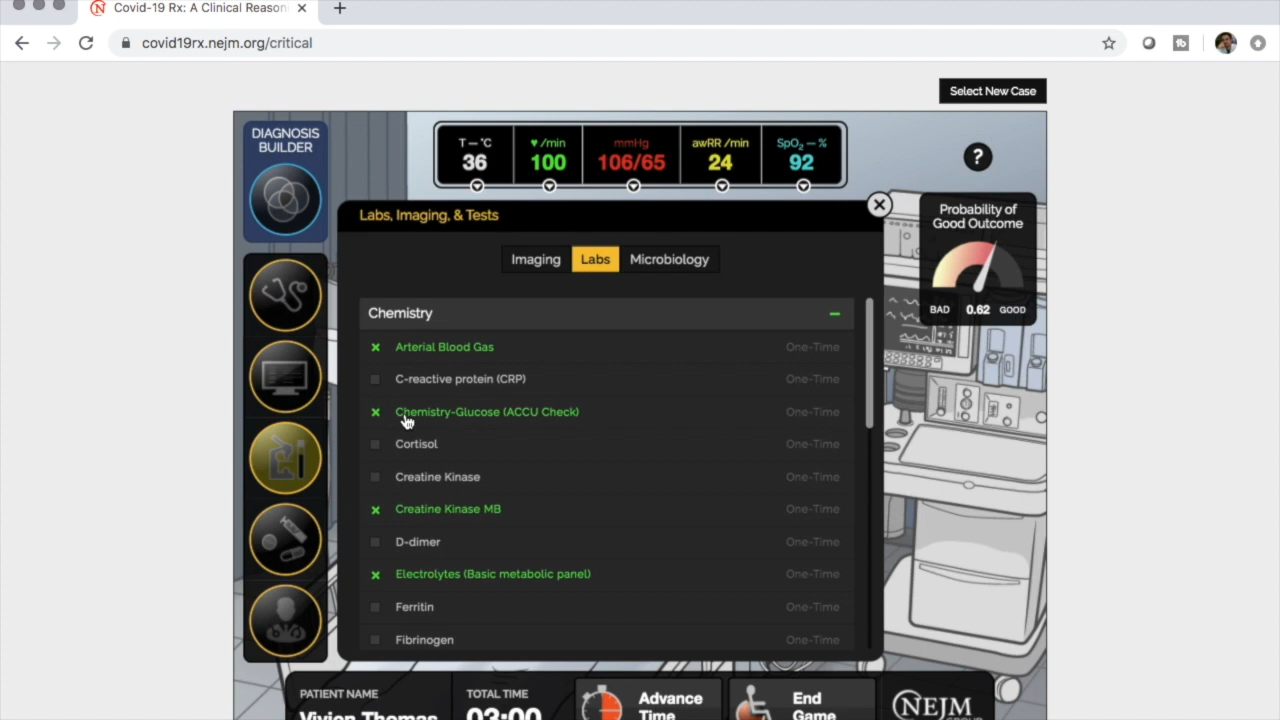 Covid-19 Rx: A Clinical Reason
covid19rx.nejm.org/critical
Select New Case
DIAGNOSIS
BUILDER
T — °C
36
♥ /min
100
mmHg
106/65
awRR /min
24
SpO₂ — %
92
?
Labs, Imaging, & Tests
Probability of
Good Outcome
BAD 0.62 GOOD
Imaging Labs Microbiology
Chemistry
Arterial Blood Gas One-Time
C-reactive protein (CRP) One-Time
Chemistry-Glucose (ACCU Check) One-Time
Cortisol One-Time
Creatine Kinase One-Time
Creatine Kinase MB One-Time
D-dimer One-Time
Electrolytes (Basic metabolic panel) One-Time
Ferritin One-Time
Fibrinogen One-Time
PATIENT NAME
Vivien Thomas
TOTAL TIME
03:00
Advance
Time
End
Game
NEJM